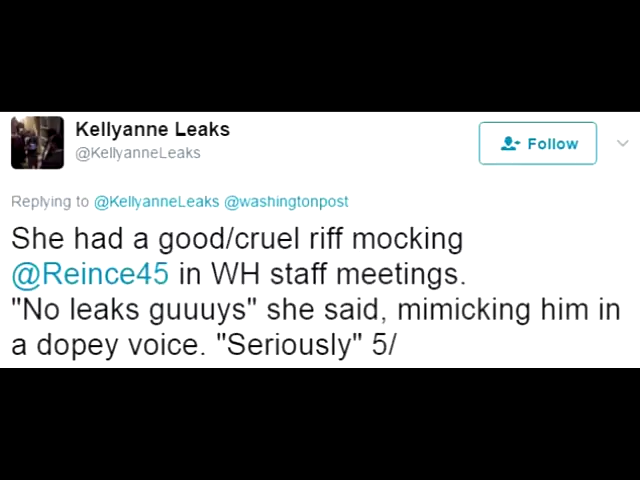 Kellyanne Leaks
@KellyanneLeaks
Follow
Replying to @KellyanneLeaks @washingtonpost
She had a good/cruel riff mocking
@Reince45 in WH staff meetings.
"No leaks guuuys" she said, mimicking him in
a dopey voice. "Seriously" 5/